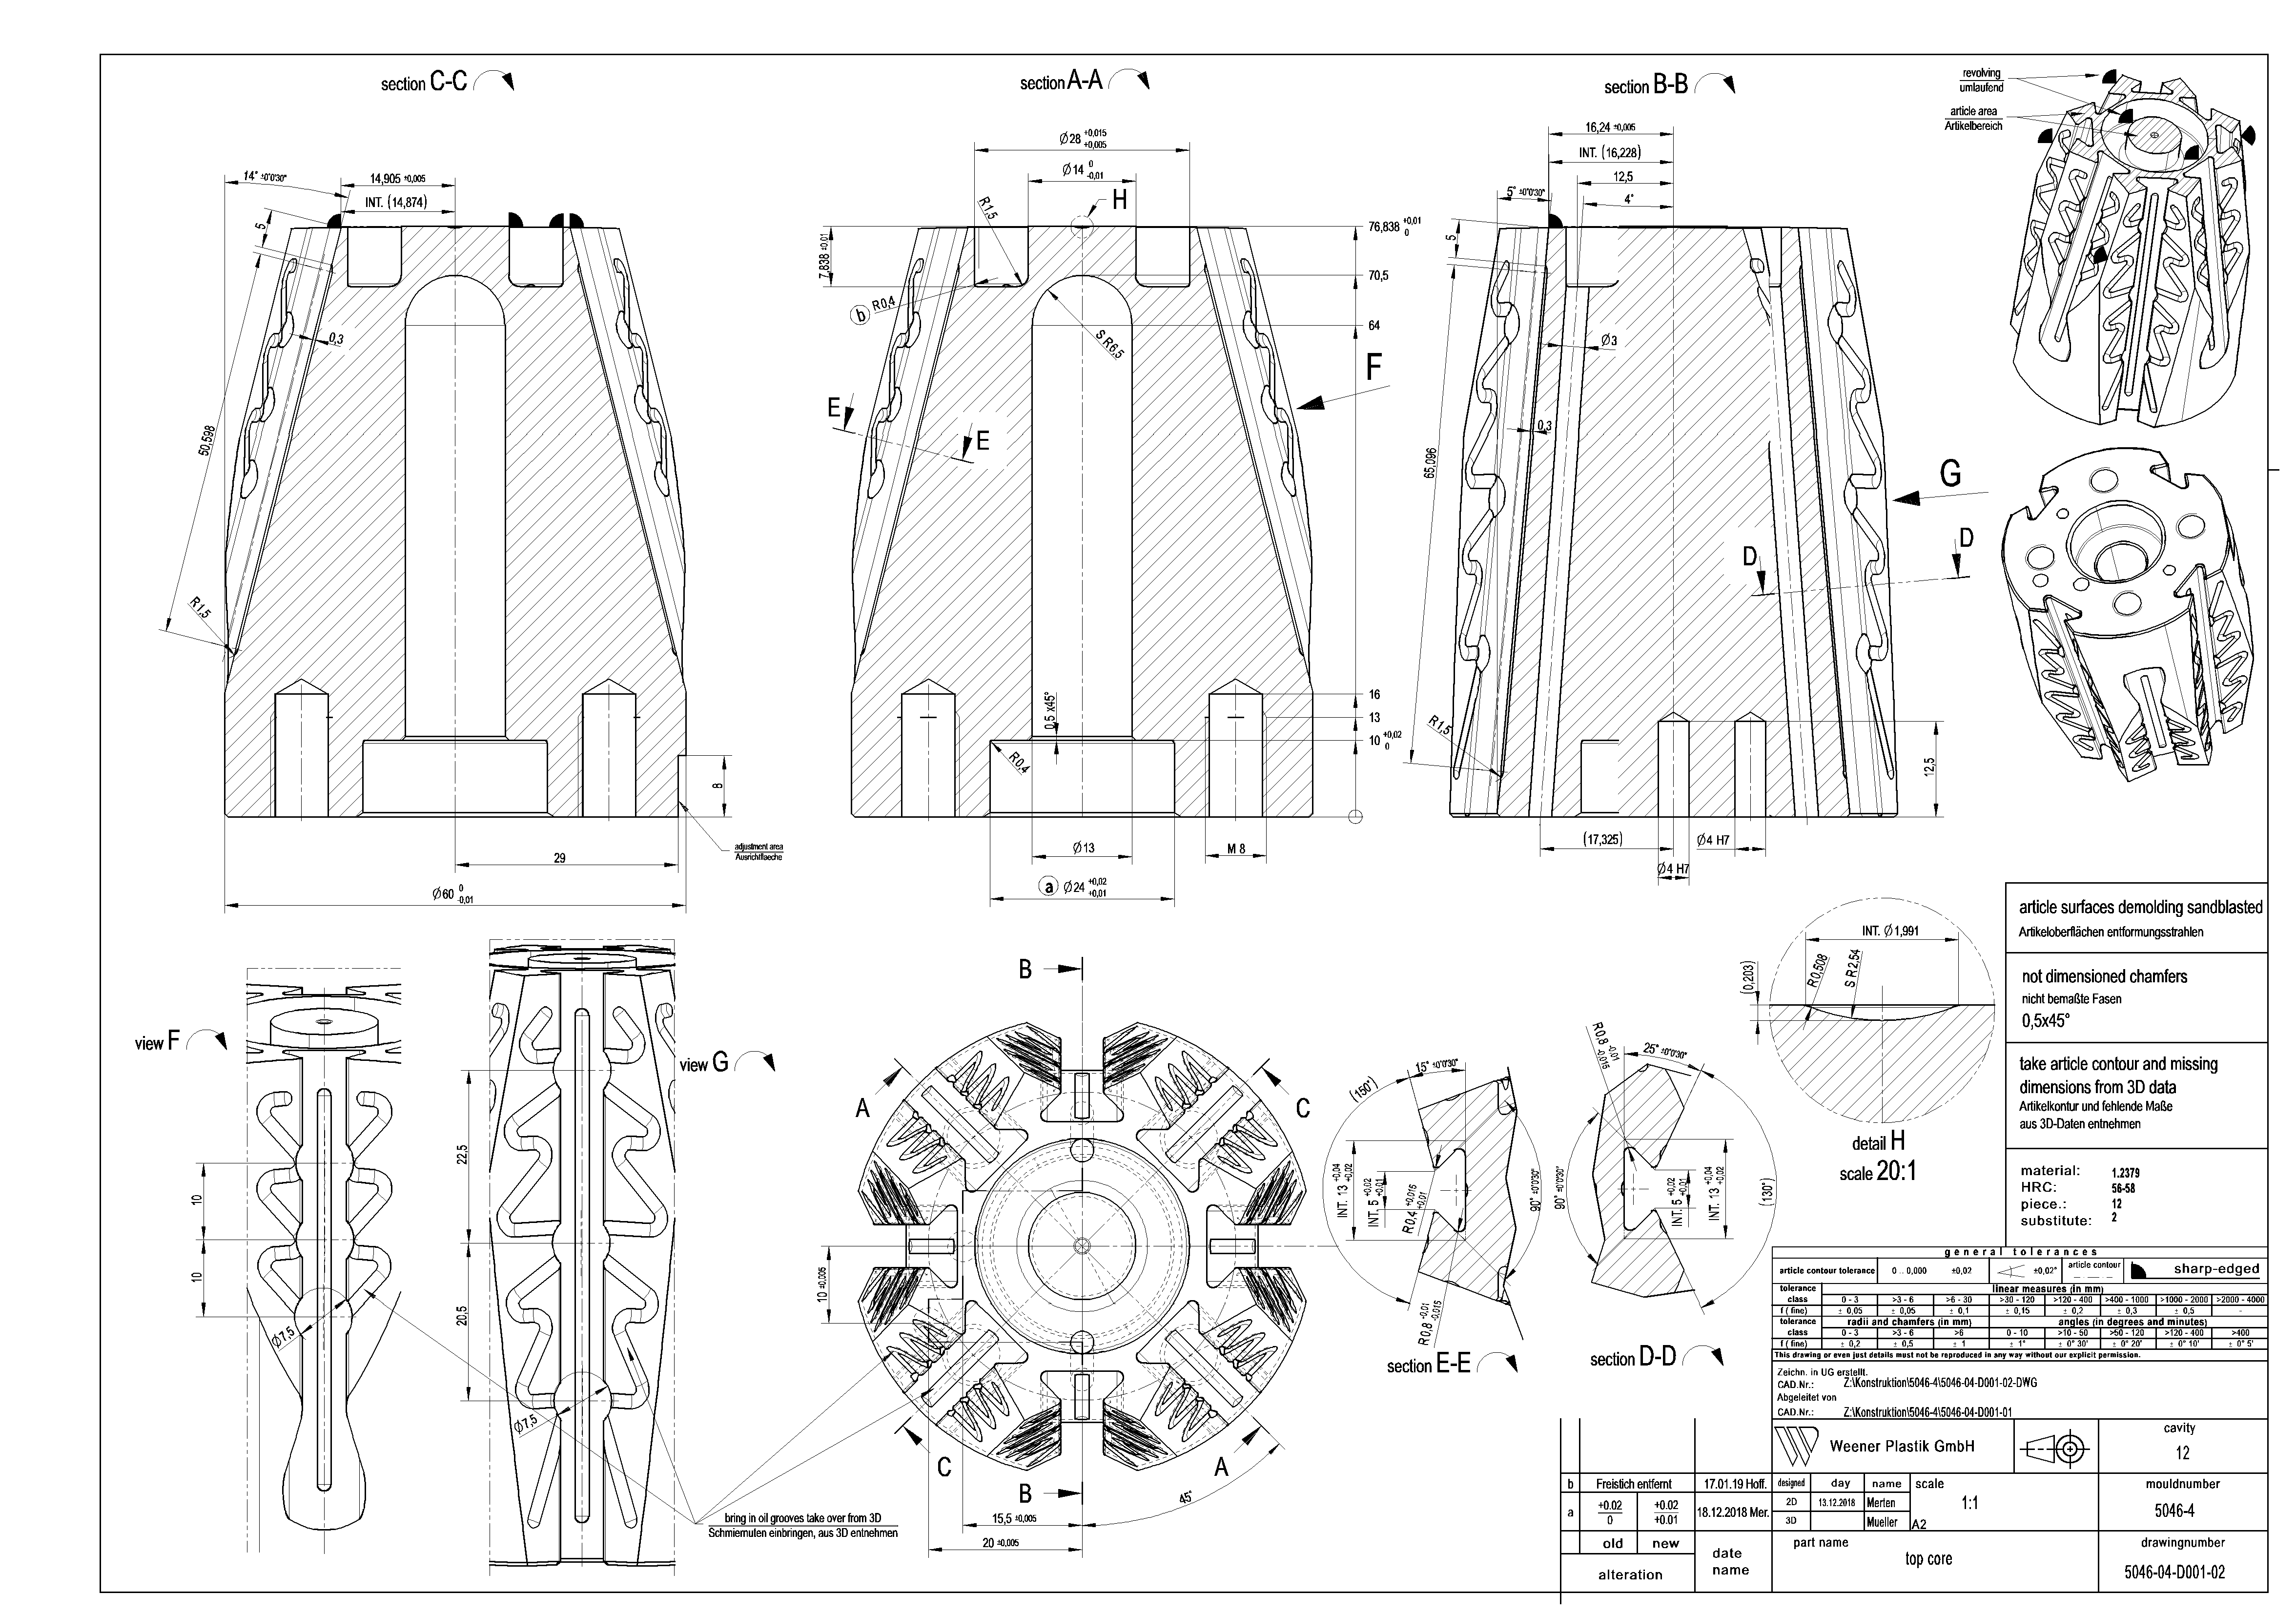 section C-C
14° ±0°0'30"
14,905 ±0,005
INT. (14,874)
5
0,3
50,598
R1,5
8
adjustment area
Ausrichtflaeche
29
Ø60 0 -0,01
section A-A
Ø28 +0,015 +0,005
Ø14 0 -0,01
H
R1,5
7,838 ±0,01
b R0,4
S R6,5
E
E
F
76,838 +0,01 0
70,5
64
16
13
10 +0,02 0
0,5 x45°
R0,4
Ø13
M 8
a Ø24 +0,02 +0,01
section B-B
16,24 ±0,005
INT. (16,228)
12,5
4°
5° ±0°0'30"
5
Ø3
0,3
65,096
R1,5
G
D
D
12,5
(17,325)
Ø4 H7
Ø4 H7
revolving
umlaufend
article area
Artikelbereich
view F
10
10
Ø7,5
view G
22,5
20,5
Ø7,5
bring in oil grooves take over from 3D
Schmiernuten einbringen, aus 3D entnehmen
B
A
C
10 ±0,005
C
A
B
45°
15,5 ±0,005
20 ±0,005
(150°)
15° ±0°0'30"
INT. 13 +0,04 +0,02
INT. 5 +0,02 +0,01
R0,4 +0,015 +0,01
90° ±0°0'30"
R0,8 -0,01 -0,015
section E-E
R0,8 -0,01 -0,015
25° ±0°0'30"
90° ±0°0'30"
INT. 5 +0,02 +0,01
INT. 13 +0,04 +0,02
(130°)
section D-D
INT. Ø1,991
(0,203)
R0,508
S R2,54
detail H
scale 20:1
article surfaces demolding sandblasted
Artikeloberflächen entformungsstrahlen
not dimensioned chamfers
nicht bemaßte Fasen
0,5x45°
take article contour and missing
dimensions from 3D data
Artikelkontur und fehlende Maße
aus 3D-Daten entnehmen
material: 1.2379
HRC: 56-58
piece.: 12
substitute: 2
general tolerances
article contour tolerance 0 .. 0,000 ±0,02 ±0,02° article contour sharp-edged
tolerance linear measures (in mm)
class 0 - 3 >3 - 6 >6 - 30 >30 - 120 >120 - 400 >400 - 1000 >1000 - 2000 >2000 - 4000
f ( fine) ± 0,05 ± 0,05 ± 0,1 ± 0,15 ± 0,2 ± 0,3 ± 0,5 -
tolerance radii and chamfers (in mm) angles (in degrees and minutes)
class 0 - 3 >3 - 6 >6 0 - 10 >10 - 50 >50 - 120 >120 - 400 >400
f ( fine) ± 0,2 ± 0,5 ± 1 ± 1° ± 0° 30' ± 0° 20' ± 0° 10' ± 0° 5'
This drawing or even just details must not be reproduced in any way without our explicit permission.
Zeichn. in UG erstellt.
CAD.Nr.: Z:\Konstruktion\5046-4\5046-04-D001-02-DWG
Abgeleitet von
CAD.Nr.: Z:\Konstruktion\5046-4\5046-04-D001-01
Weener Plastik GmbH
cavity
12
b Freistich entfernt 17.01.19 Hoff.
a +0.02 0 +0.02 +0.01 18.12.2018 Mer.
old new
alteration
date
name
designed day name scale
2D 13.12.2018 Merten
3D Mueller
1:1
A2
mouldnumber
5046-4
part name
top core
drawingnumber
5046-04-D001-02